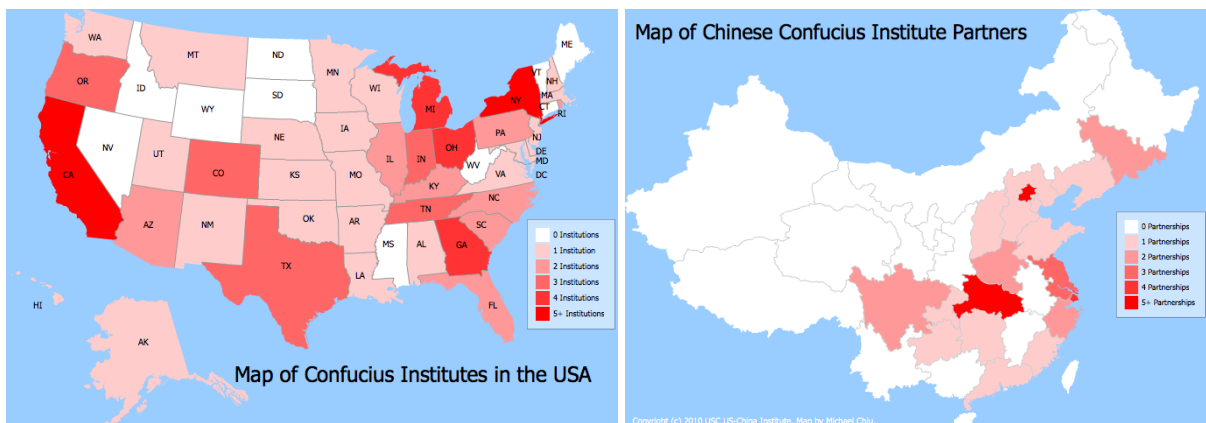 WA
MT
ND
MN
ME
VT
NH
OR
ID
SD
WI
MI
NY
MA
CT
RI
WY
IA
PA
NJ
NV
NE
IL
IN
OH
DE
MD
DC
UT
CO
KS
MO
KY
WV
VA
CA
AZ
NM
OK
AR
TN
NC
SC
TX
LA
MS
AL
GA
FL
HI
AK
0 Institutions
1 Institution
2 Institutions
3 Institutions
4 Institutions
5+ Institutions
Map of Confucius Institutes in the USA
Map of Chinese Confucius Institute Partners
0 Partnerships
1 Partnerships
2 Partnerships
3 Partnerships
4 Partnerships
5+ Partnerships
Copyright (c) 2010 USC US-China Institute. Map by Michael Chiu